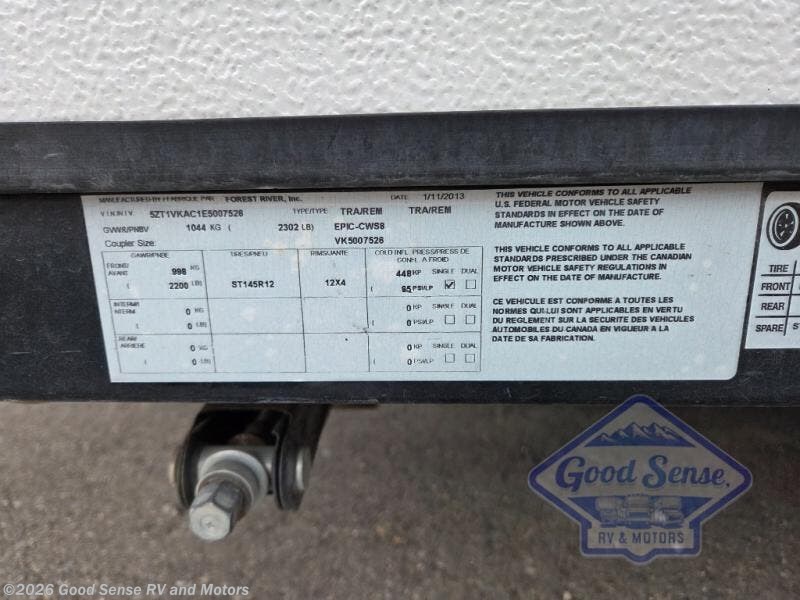 MANUFACTURED BY / FABRIQUE PAR FOREST RIVER, Inc. DATE 1/11/2013
V.I.N./N.I.V. 5ZT1VKAC1E5007526 TYPE/TYPE TRA/REM TRA/REM
GVWR/PNBV 1044 KG ( 2302 LB) EPIC-CWS8
Coupler Size: VK5007526
GAWR/PNBE TIRES/PNEU RIMS/JANTE COLD INFL. PRESS/PRESS DE
GONFL A FROID
FRONT/
AVANT 998 KG ST145R12 12X4 448 KP SINGLE DUAL
( 2200 LB) ( 65 PSI/LP
INTERM/
INTERM 0 KG 0 KP SINGLE DUAL
( 0 LB) ( 0 PSI/LP
REAR/
ARRIERE 0 KG 0 KP SINGLE DUAL
( 0 LB) ( 0 PSI/LP
THIS VEHICLE CONFORMS TO ALL APPLICABLE
U.S. FEDERAL MOTOR VEHICLE SAFETY
STANDARDS IN EFFECT ON THE DATE OF
MANUFACTURE SHOWN ABOVE.
THIS VEHICLE CONFORMS TO ALL APPLICABLE
STANDARDS PRESCRIBED UNDER THE CANADIAN
MOTOR VEHICLE SAFETY REGULATIONS IN
EFFECT ON THE DATE OF MANUFACTURE.
CE VEHICULE EST CONFORME A TOUTES LES
NORMES QUI-LUI SONT APPLICABLES EN VERTU
DU REGLEMENT SUR LA SECURITE DES VEHICULES
AUTOMOBILES DU CANADA EN VIGUEUR A LA
DATE DE SA FABRICATION.
TIRE
FRONT
REAR
SPARE S
Good Sense,
RV & MOTORS
©2026 Good Sense RV and Motors